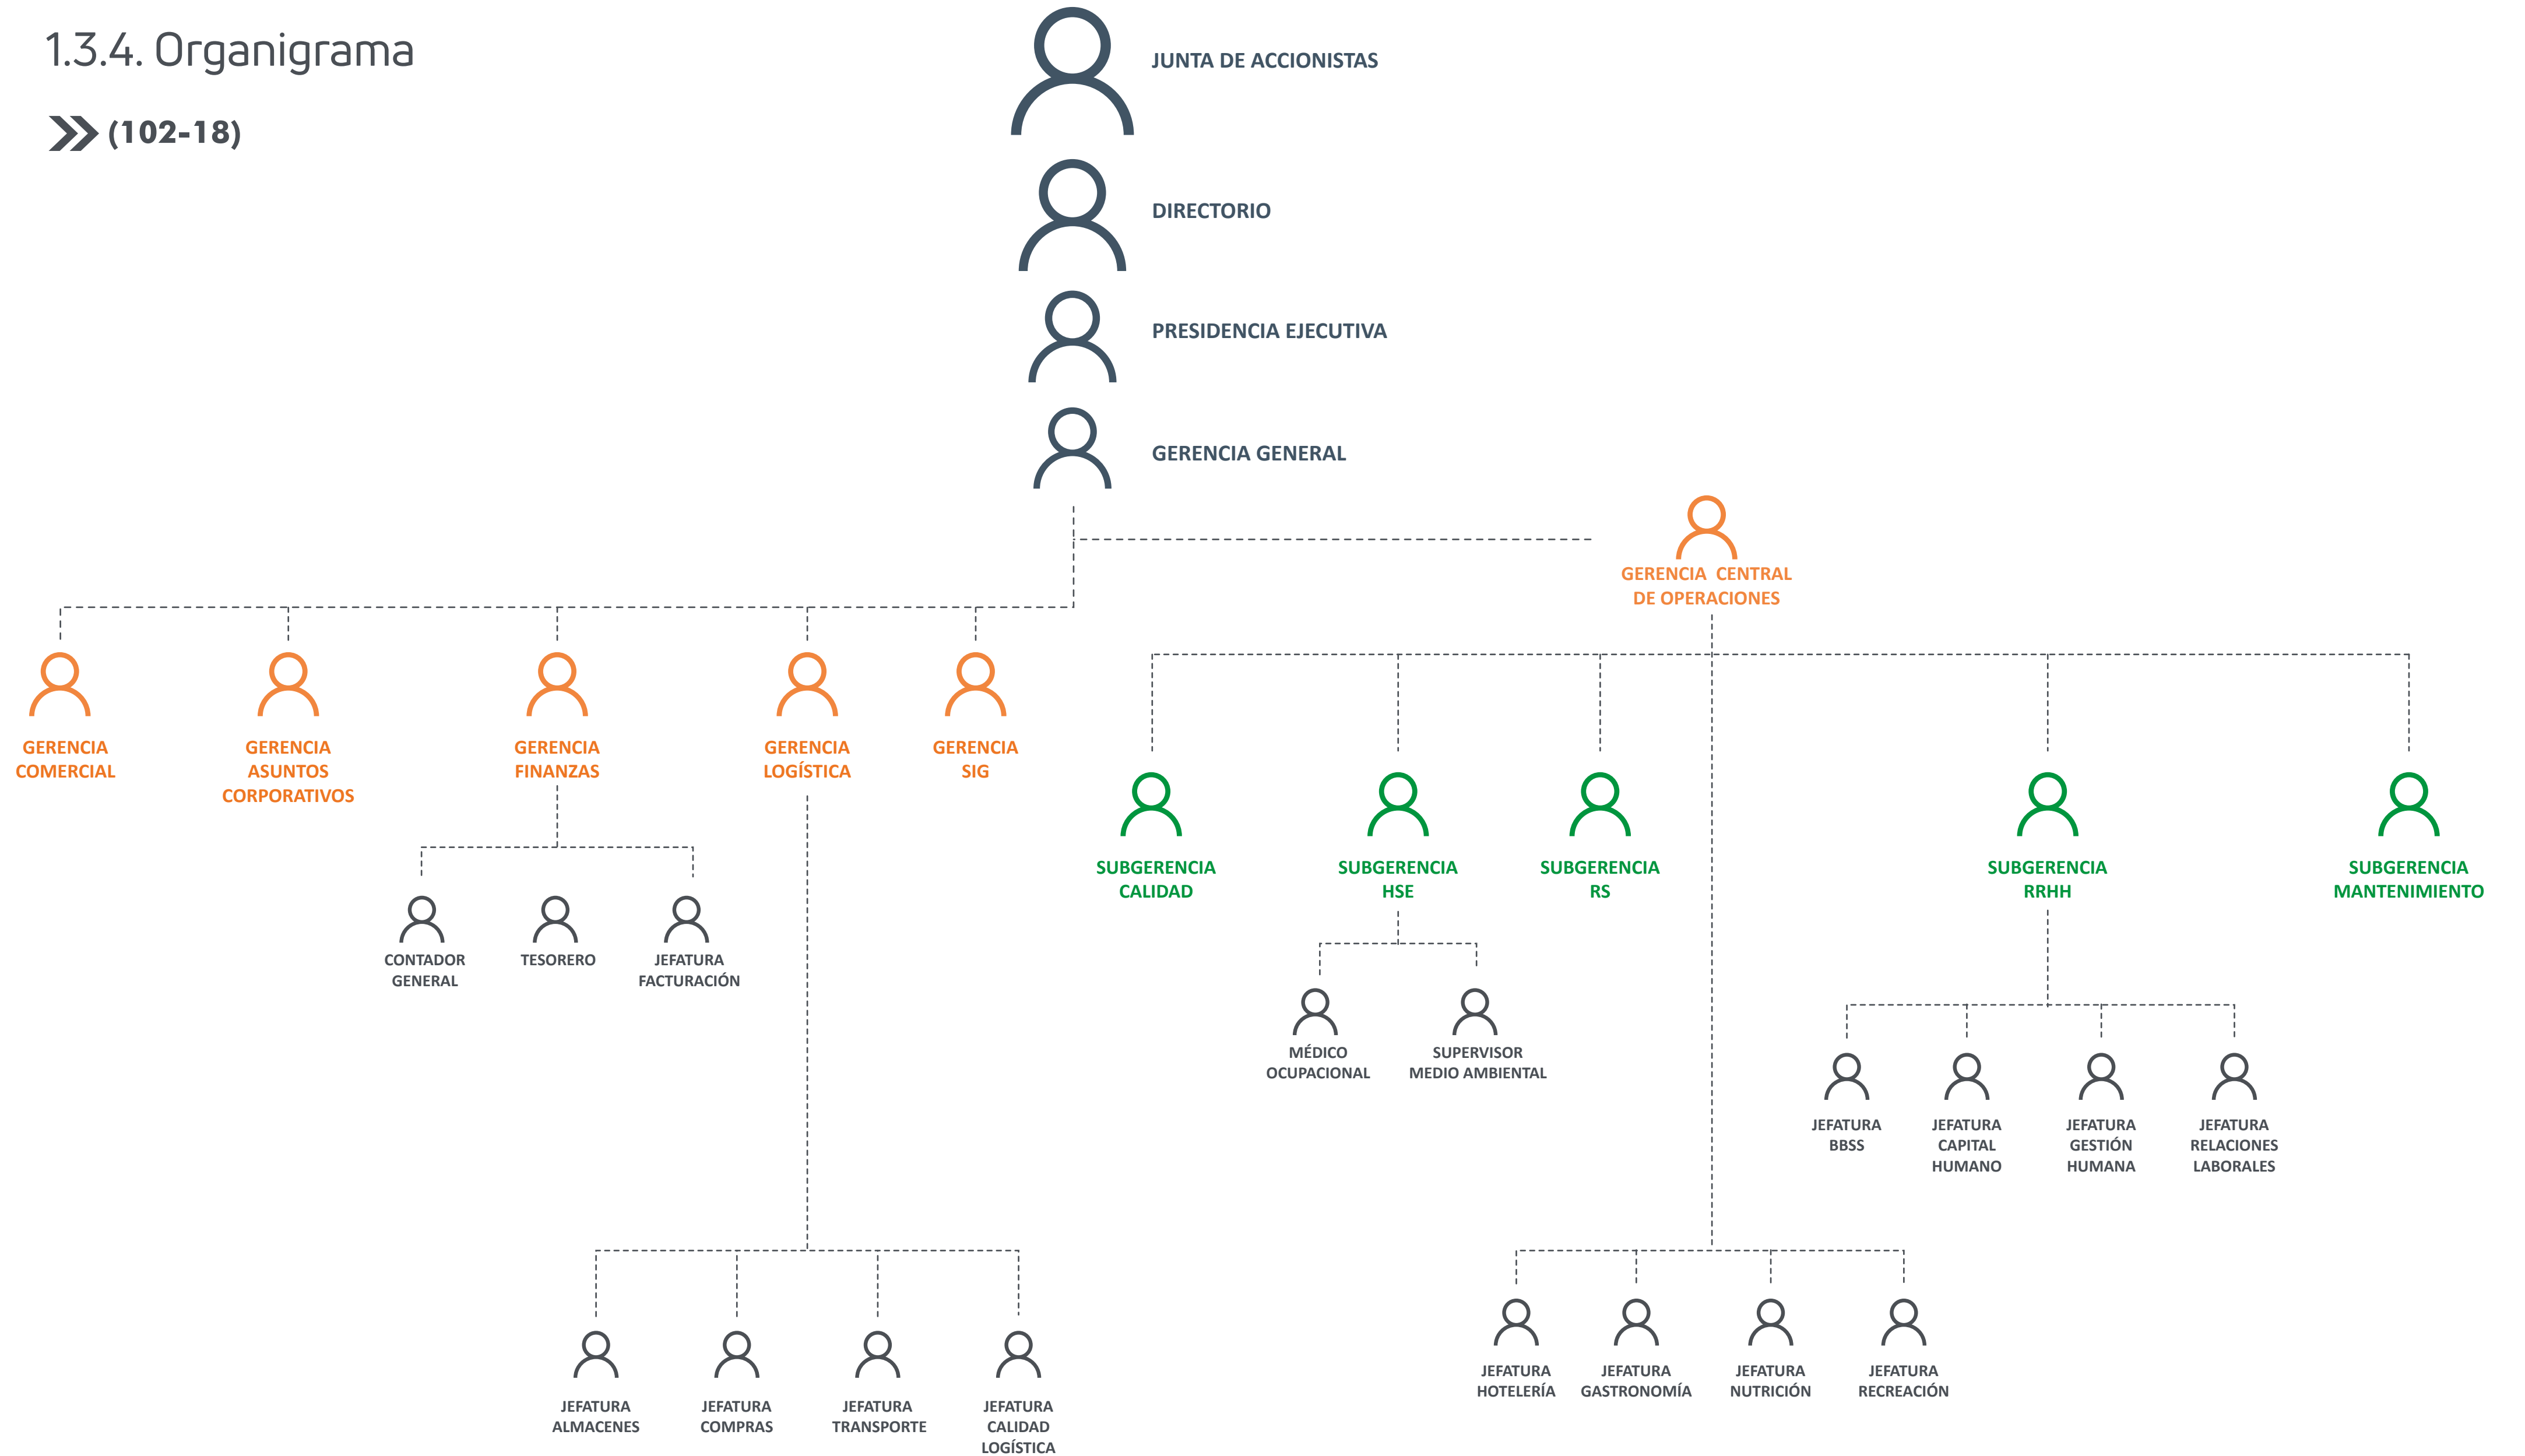 1.3.4. Organigrama
(102-18)
JUNTA DE ACCIONISTAS
DIRECTORIO
PRESIDENCIA EJECUTIVA
GERENCIA GENERAL
GERENCIA CENTRAL
DE OPERACIONES
GERENCIA
COMERCIAL
GERENCIA
ASUNTOS
CORPORATIVOS
GERENCIA
FINANZAS
GERENCIA
LOGÍSTICA
GERENCIA
SIG
SUBGERENCIA
CALIDAD
SUBGERENCIA
HSE
SUBGERENCIA
RS
SUBGERENCIA
RRHH
SUBGERENCIA
MANTENIMIENTO
CONTADOR
GENERAL
TESORERO
JEFATURA
FACTURACIÓN
MÉDICO
OCUPACIONAL
SUPERVISOR
MEDIO AMBIENTAL
JEFATURA
BBSS
JEFATURA
CAPITAL
HUMANO
JEFATURA
GESTIÓN
HUMANA
JEFATURA
RELACIONES
LABORALES
JEFATURA
ALMACENES
JEFATURA
COMPRAS
JEFATURA
TRANSPORTE
JEFATURA
CALIDAD
LOGÍSTICA
JEFATURA
HOTELERÍA
JEFATURA
GASTRONOMÍA
JEFATURA
NUTRICIÓN
JEFATURA
RECREACIÓN